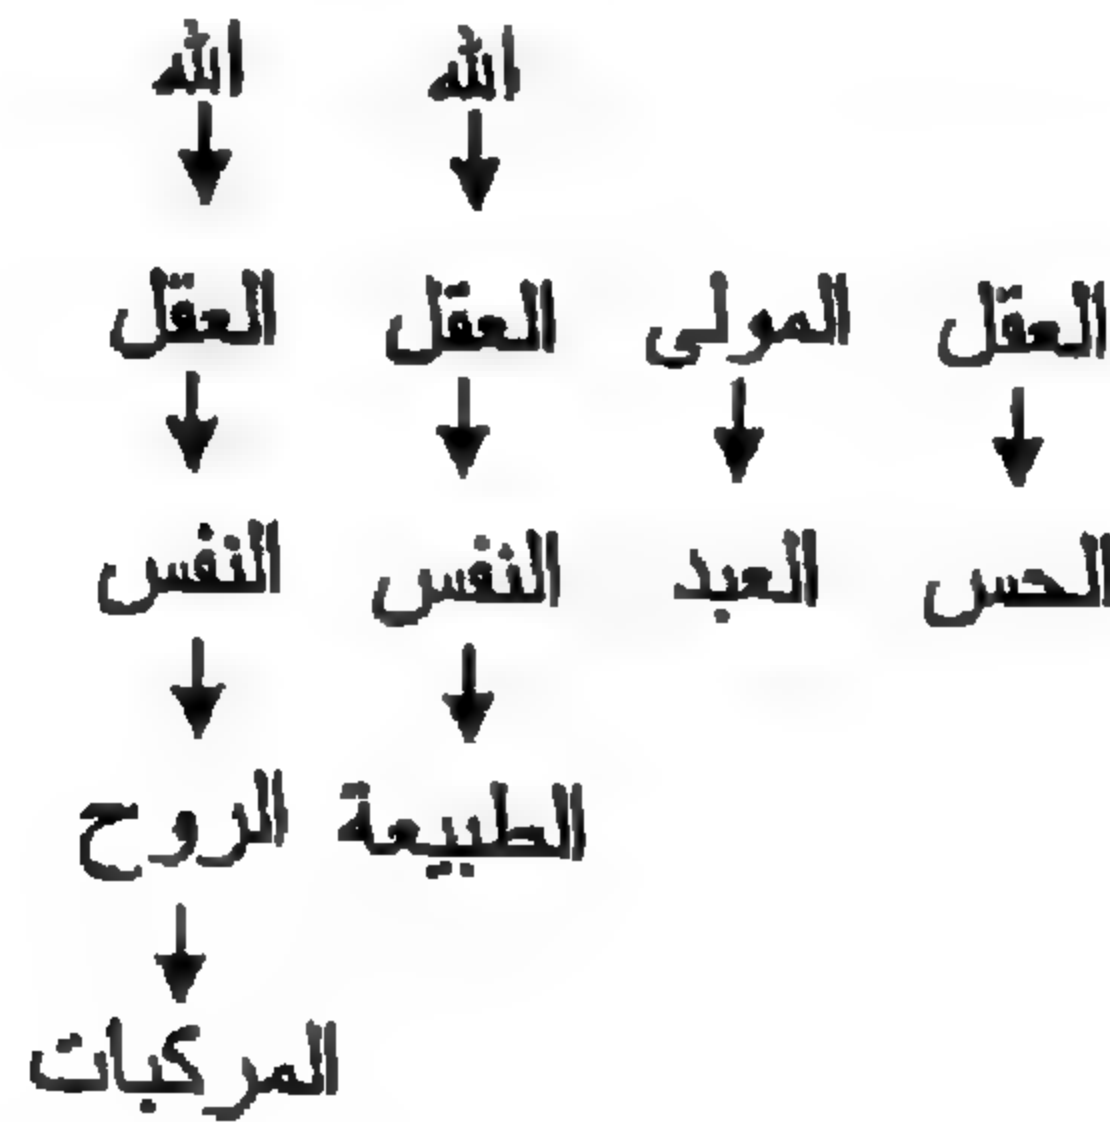 الله الله
العقل المولى العقل العقل
الحس العبد النفس النفس
الطبيعة الروح
المركبات